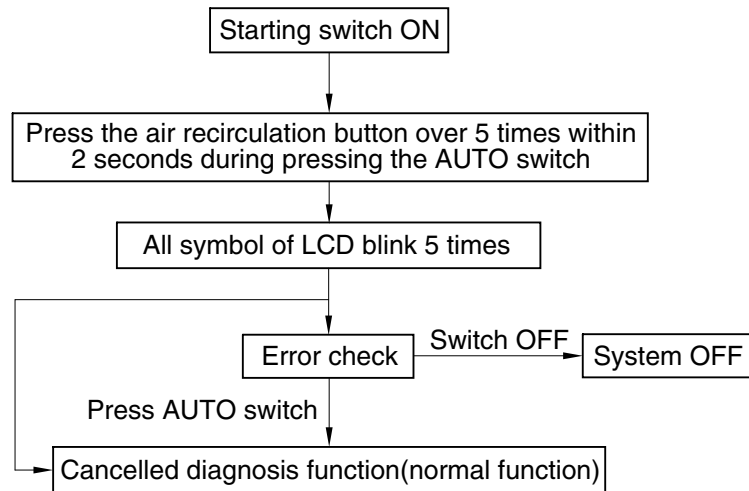 Starting switch ON
Press the air recirculation button over 5 times within
2 seconds during pressing the AUTO switch
All symbol of LCD blink 5 times
Error check
Switch OFF
System OFF
Press AUTO switch
Cancelled diagnosis function(normal function)